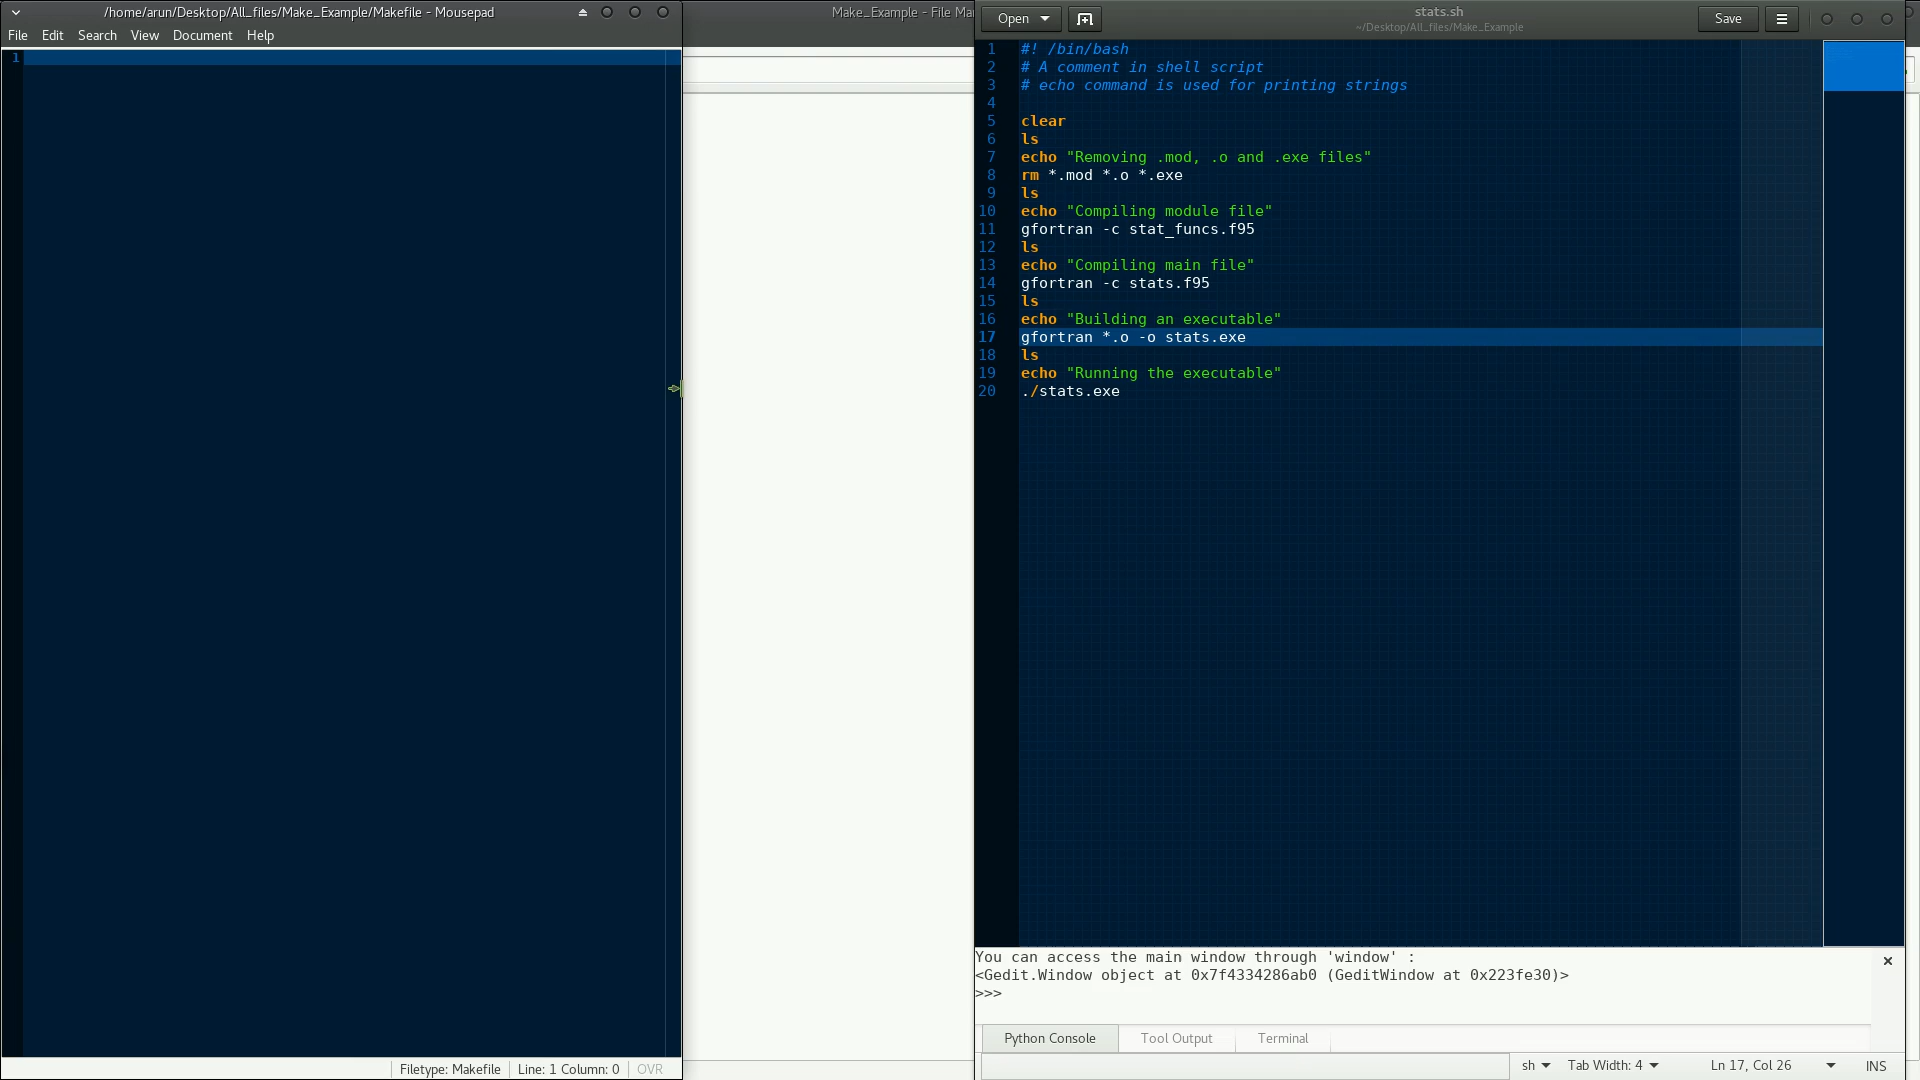 /home/arun/Desktop/All_files/Make_Example/Makefile - Mousepad
File Edit Search View Document Help
1
Filetype: Makefile Line: 1 Column: 0 OVR
Make_Example - File
Open
stats.sh
~/Desktop/All_files/Make_Example
Save
1 #! /bin/bash
2 # A comment in shell script
3 # echo command is used for printing strings
4
5 clear
6 ls
7 echo "Removing .mod, .o and .exe files"
8 rm *.mod *.o *.exe
9 ls
10 echo "Compiling module file"
11 gfortran -c stat_funcs.f95
12 ls
13 echo "Compiling main file"
14 gfortran -c stats.f95
15 ls
16 echo "Building an executable"
17 gfortran *.o -o stats.exe
18 ls
19 echo "Running the executable"
20 ./stats.exe
You can access the main window through 'window' :
<Gedit.Window object at 0x7f4334286ab0 (GeditWindow at 0x223fe30)>
>>>
Python Console Tool Output Terminal
sh Tab Width: 4 Ln 17, Col 26 INS